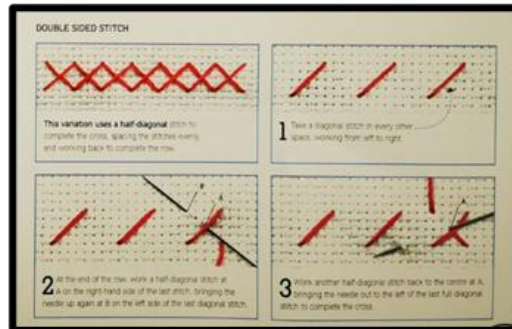 DOUBLE SIDED STITCH
This variation uses a half-diagonal stitch to
complete the cross, spacing the stitches evenly
and working back to complete the row.
1 Take a diagonal stitch in every other
space, working from left to right.
2 At the end of the row, work a half-diagonal stitch at
A on the right-hand side of the last stitch, bringing the
needle up again at B on the left side of the last diagonal stitch.
3 Work another half-diagonal stitch back to the centre at A,
bringing the needle out to the left of the last full diagonal
stitch to complete the cross.